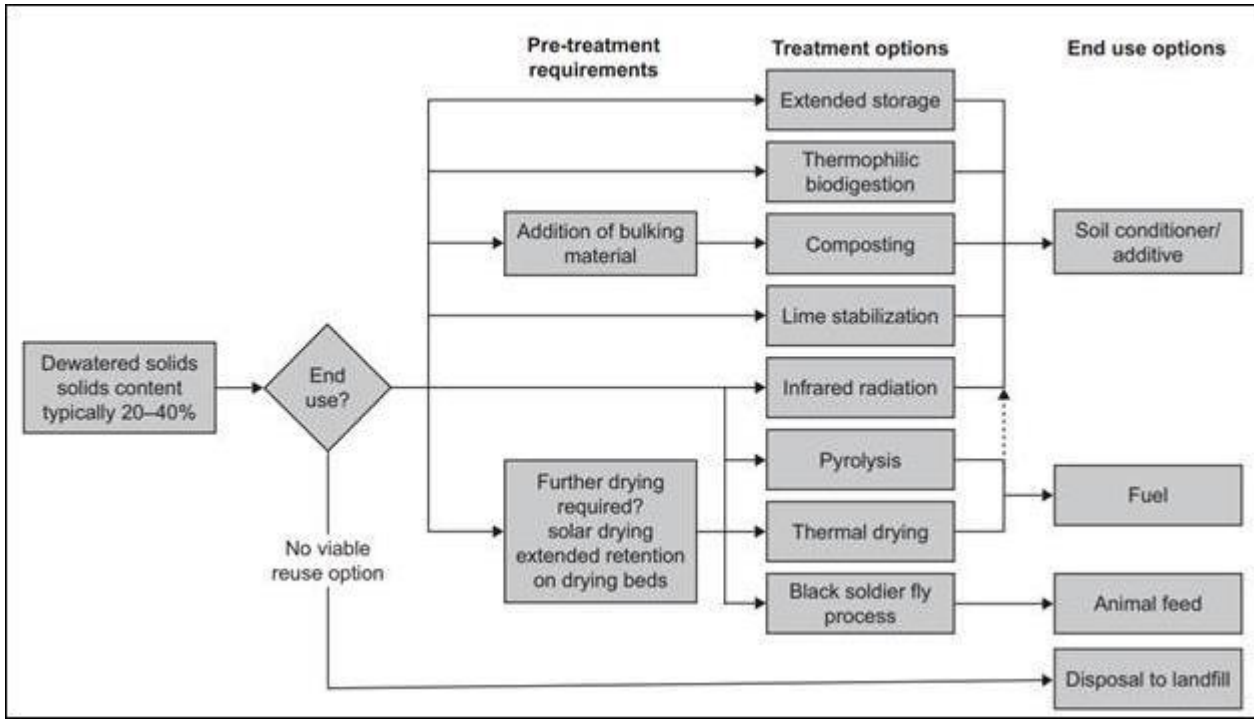 Pre-treatment
requirements
Treatment options
End use options
Extended storage
Thermophilic
biodigestion
Addition of bulking
material
Composting
Soil conditioner/
additive
Lime stabilization
Dewatered solids
solids content
typically 20–40%
End
use?
Infrared radiation
Pyrolysis
Further drying
required?
solar drying
extended retention
on drying beds
Thermal drying
Fuel
No viable
reuse option
Black soldier fly
process
Animal feed
Disposal to landfill